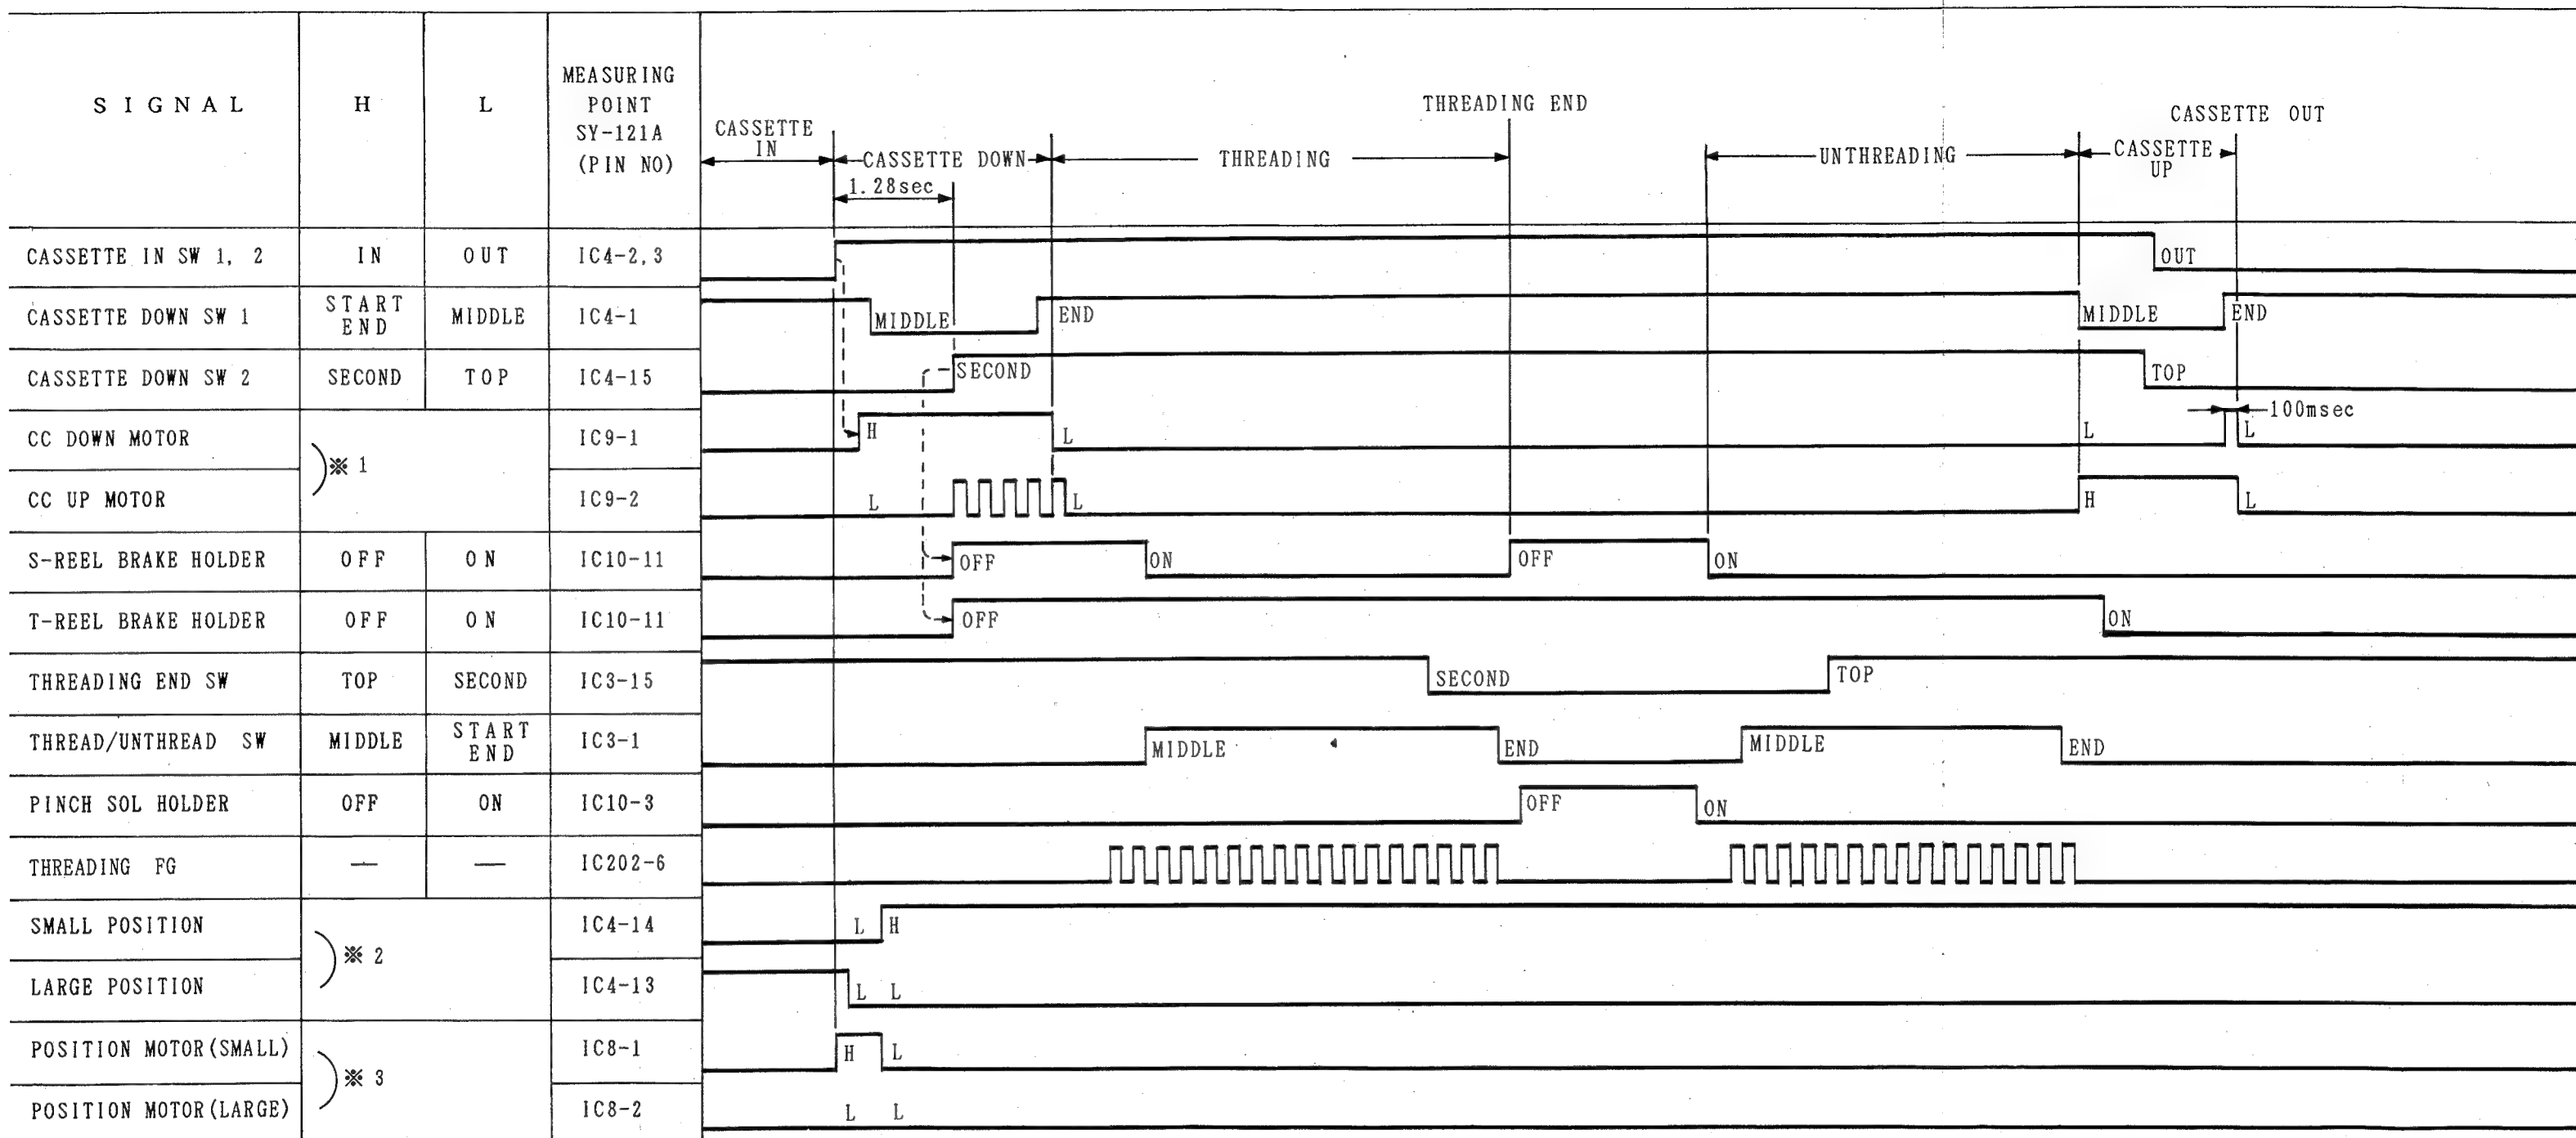 SIGNAL H L MEASURING POINT SY-121A (PIN NO)
THREADING END
CASSETTE OUT
CASSETTE IN
CASSETTE DOWN
THREADING
UNTHREADING
CASSETTE UP
1.28sec
CASSETTE IN SW 1, 2 IN OUT IC4-2,3 OUT
CASSETTE DOWN SW 1 START END MIDDLE IC4-1 MIDDLE END MIDDLE END
CASSETTE DOWN SW 2 SECOND TOP IC4-15 SECOND TOP
CC DOWN MOTOR IC9-1 H L L 100msec L
※ 1
CC UP MOTOR IC9-2 L L H L
S-REEL BRAKE HOLDER OFF ON IC10-11 OFF ON OFF ON
T-REEL BRAKE HOLDER OFF ON IC10-11 OFF ON
THREADING END SW TOP SECOND IC3-15 SECOND TOP
THREAD/UNTHREAD SW MIDDLE START END IC3-1 MIDDLE END MIDDLE END
PINCH SOL HOLDER OFF ON IC10-3 OFF ON
THREADING FG — — IC202-6
SMALL POSITION IC4-14 L H
※ 2
LARGE POSITION IC4-13 L L
POSITION MOTOR(SMALL) IC8-1 H L
※ 3
POSITION MOTOR(LARGE) IC8-2 L L